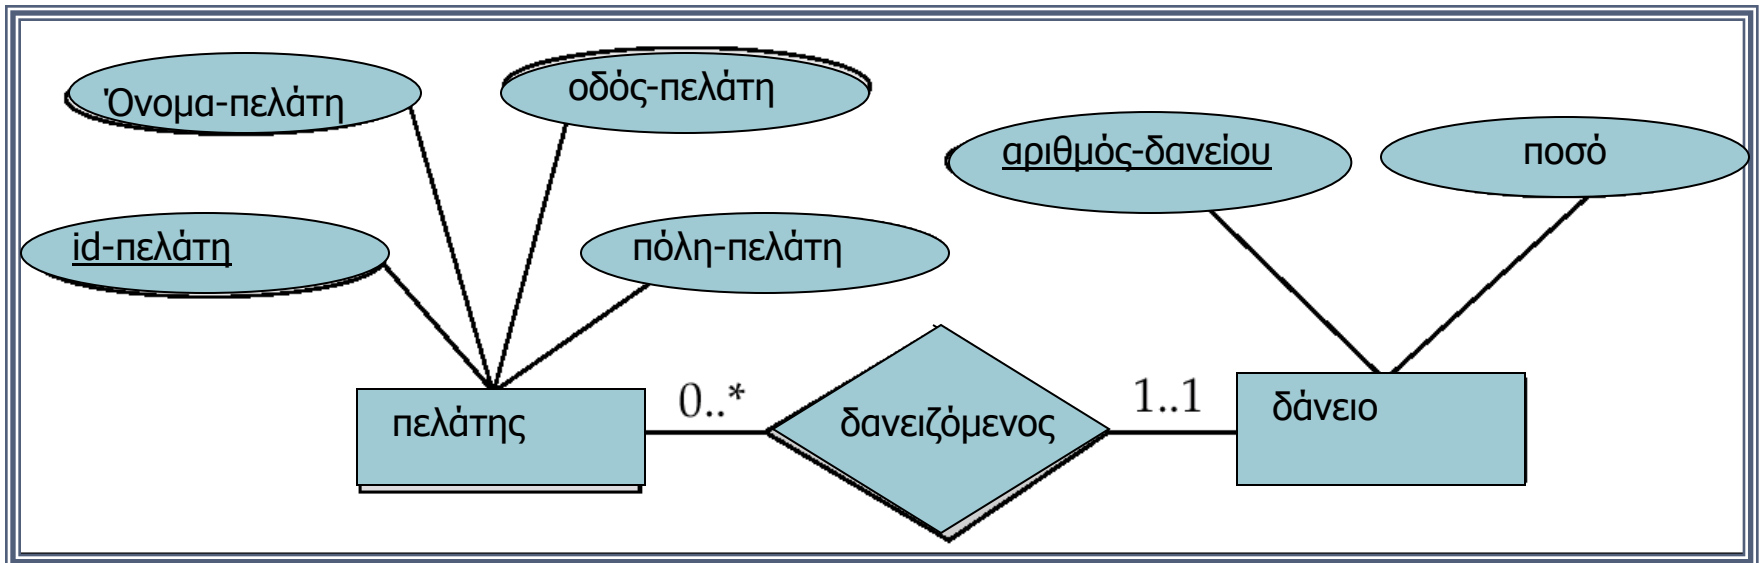 Όνομα-πελάτη
οδός-πελάτη
αριθμός-δανείου
ποσό
id-πελάτη
πόλη-πελάτη
πελάτης
0..*
δανειζόμενος
1..1
δάνειο